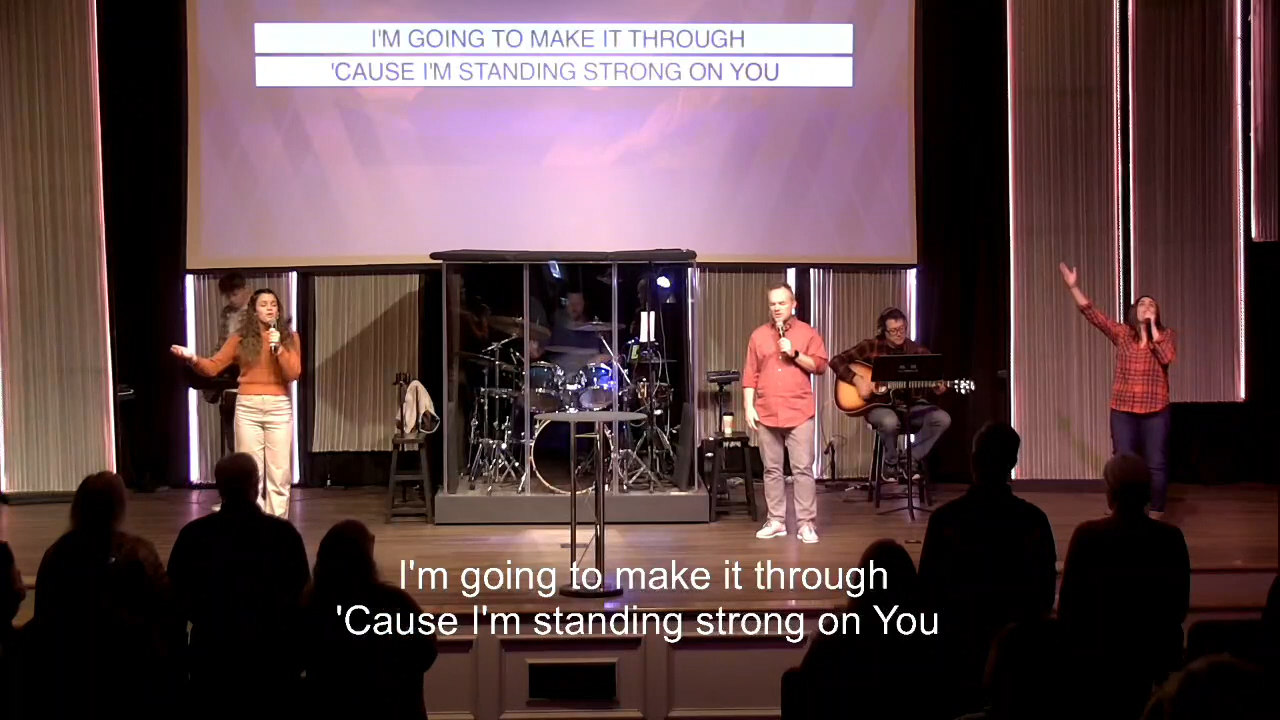 I'M GOING TO MAKE IT THROUGH
'CAUSE I'M STANDING STRONG ON YOU
I'm going to make it through
'Cause I'm standing strong on You